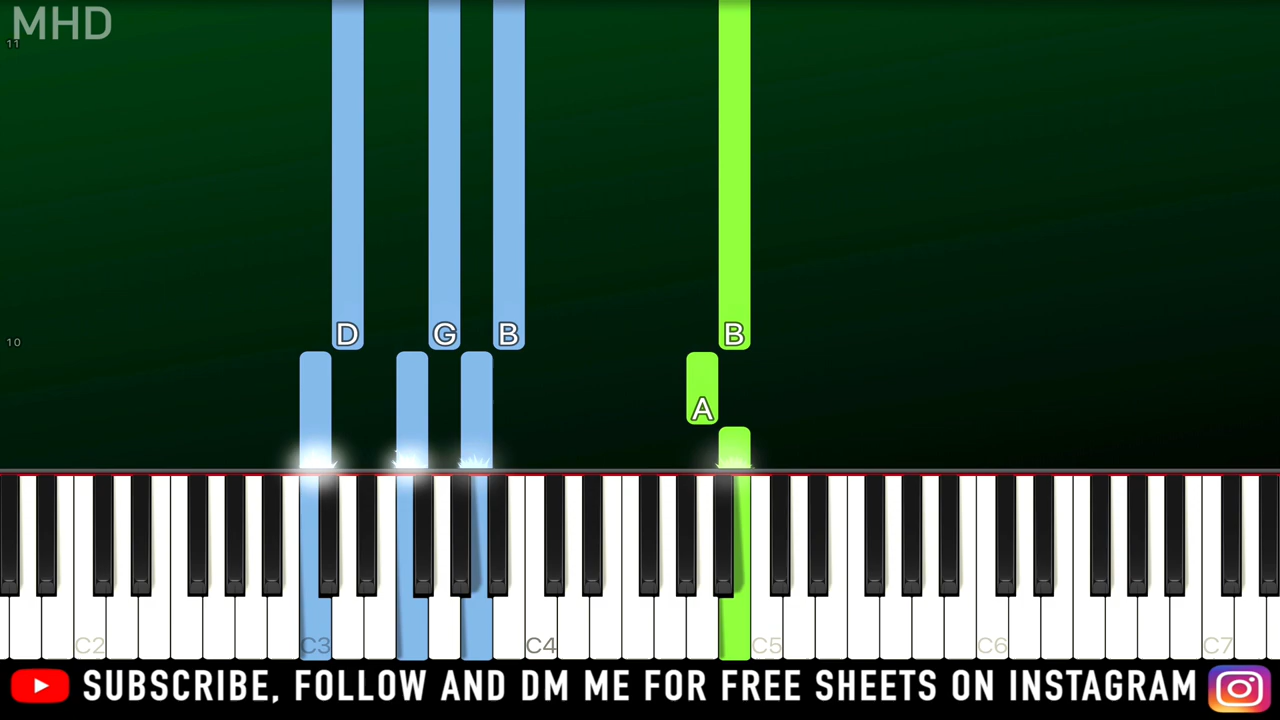 MHD
11
D G B B
10
A
C2 C3 C4 C5 C6 C7
SUBSCRIBE, FOLLOW AND DM ME FOR FREE SHEETS ON INSTAGRAM